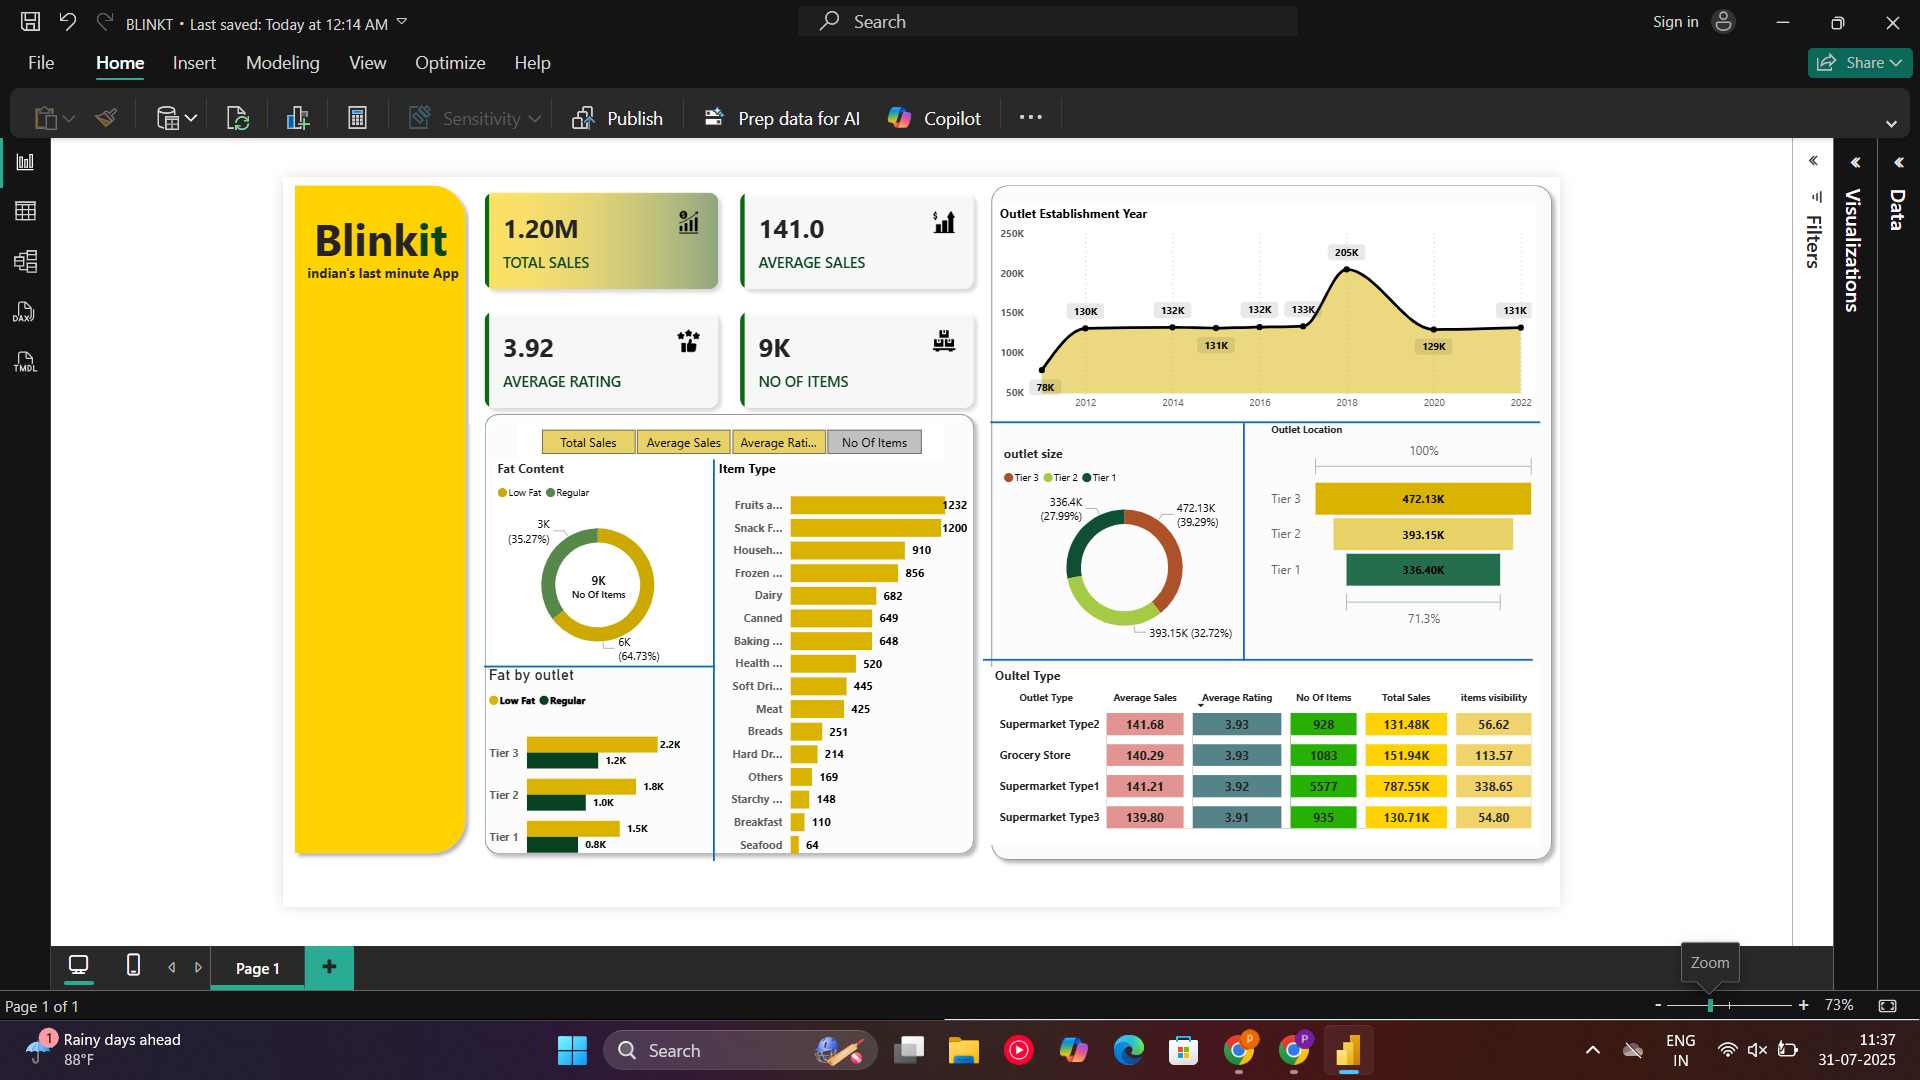 BLINKT • Last saved: Today at 12:14 AM
Search
Sign in
File Home Insert Modeling View Optimize Help
Share
Sensitivity
Publish
Prep data for AI
Copilot
DAX
TMDL
Filters
Visualizations
Data
Blinkit
indian's last minute App
1.20M
TOTAL SALES
141.0
AVERAGE SALES
3.92
AVERAGE RATING
9K
NO OF ITEMS
Total Sales
Average Sales
Average Rati...
No Of Items
Fat Content
Low Fat Regular
3K
(35.27%)
9K
No Of Items
6K
(64.73%)
Fat by outlet
Low Fat Regular
Tier 3 2.2K
1.2K
Tier 2 1.8K
1.0K
Tier 1 1.5K
0.8K
Item Type
Fruits a... 1232
Snack F... 1200
Househ... 910
Frozen ... 856
Dairy 682
Canned 649
Baking ... 648
Health ... 520
Soft Dri... 445
Meat 425
Breads 251
Hard Dr... 214
Others 169
Starchy ... 148
Breakfast 110
Seafood 64
Outlet Establishment Year
250K
200K
150K
100K
50K
78K
130K
132K
131K
132K
133K
205K
129K
131K
2012 2014 2016 2018 2020 2022
outlet size
Tier 3 Tier 2 Tier 1
336.4K
(27.99%)
472.13K
(39.29%)
393.15K (32.72%)
Outlet Location
100%
Tier 3 472.13K
Tier 2 393.15K
Tier 1 336.40K
71.3%
Oultel Type
Outlet Type Average Sales Average Rating No Of Items Total Sales items visibility
Supermarket Type2 141.68 3.93 928 131.48K 56.62
Grocery Store 140.29 3.93 1083 151.94K 113.57
Supermarket Type1 141.21 3.92 5577 787.55K 338.65
Supermarket Type3 139.80 3.91 935 130.71K 54.80
Zoom
Page 1
Page 1 of 1
- + 73%
1
Rainy days ahead
88°F
Search
P
P
ENG
IN
11:37
31-07-2025